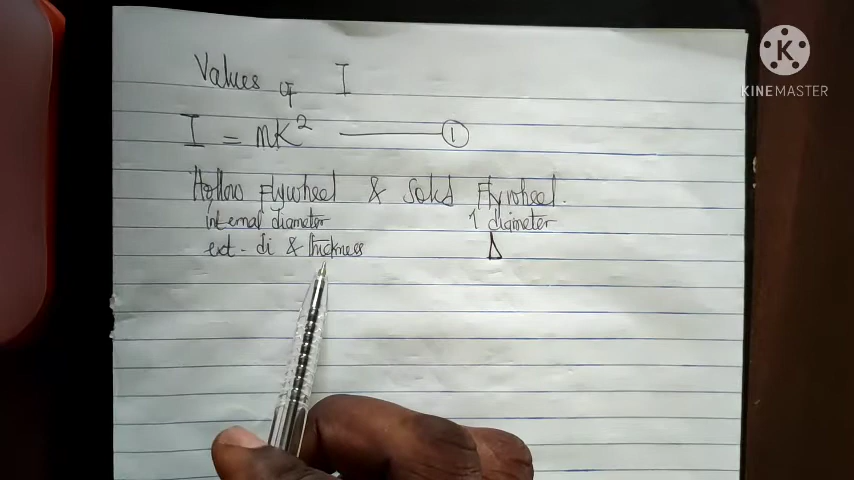 Values of I
I = mK² ——— ①
Hollow Flywheel & Solid Flywheel.
internal diameter
1 diameter
ext. di & thickness
D
K
KINEMASTER